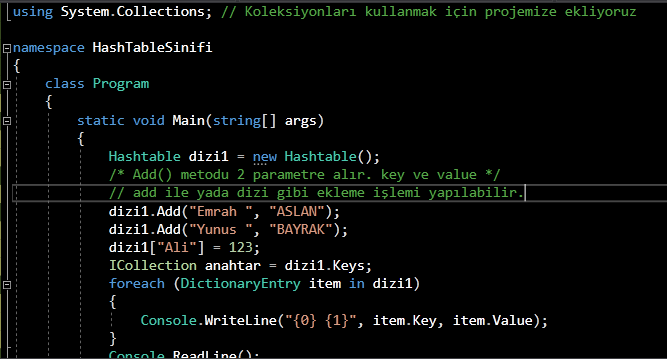 using System.Collections; // Koleksiyonları kullanmak için projemize ekliyoruz
namespace HashTableSinifi
{
class Program
{
static void Main(string[] args)
{
Hashtable dizi1 = new Hashtable();
/* Add() metodu 2 parametre alır. key ve value */
// add ile yada dizi gibi ekleme işlemi yapılabilir.
dizi1.Add("Emrah ", "ASLAN");
dizi1.Add("Yunus ", "BAYRAK");
dizi1["Ali"] = 123;
ICollection anahtar = dizi1.Keys;
foreach (DictionaryEntry item in dizi1)
{
Console.WriteLine("{0} {1}", item.Key, item.Value);
}
Console.ReadLine();